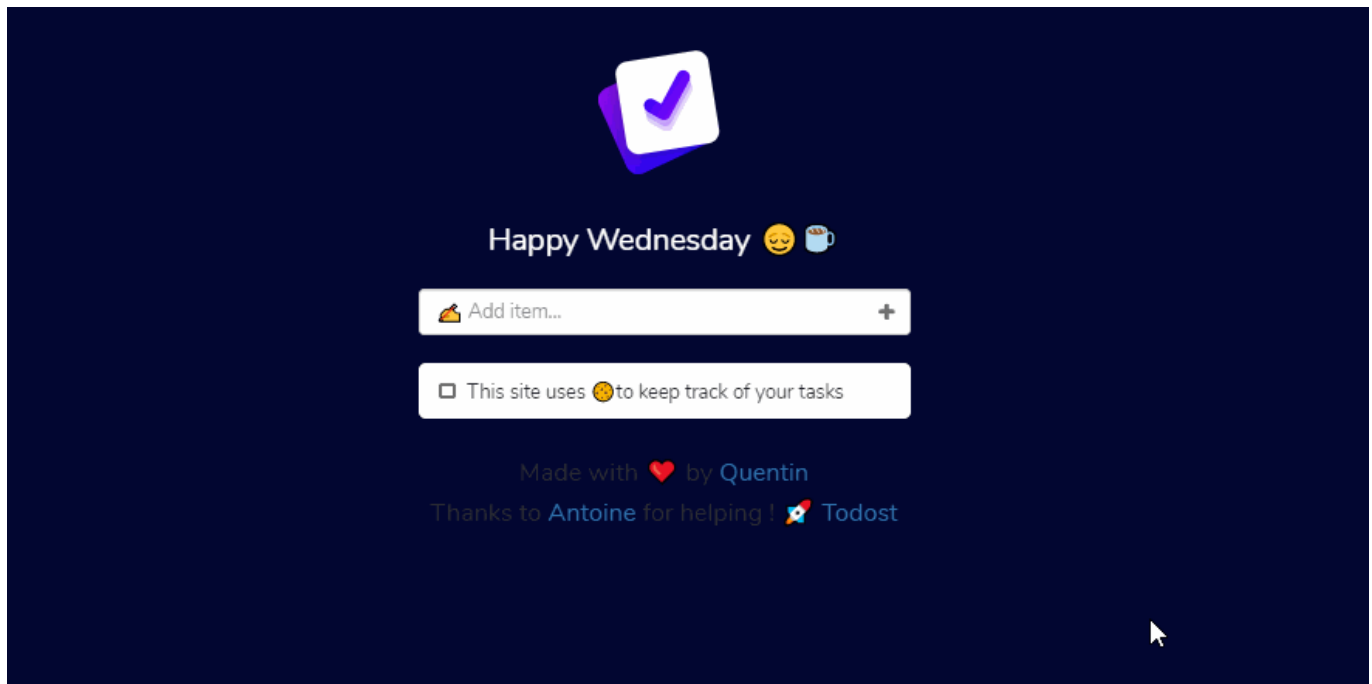 Happy Wednesday 😌☕
✍ Add item...
This site uses 🍪to keep track of your tasks
Made with ❤️ by Quentin
Thanks to Antoine for helping ! 🚀 Todost